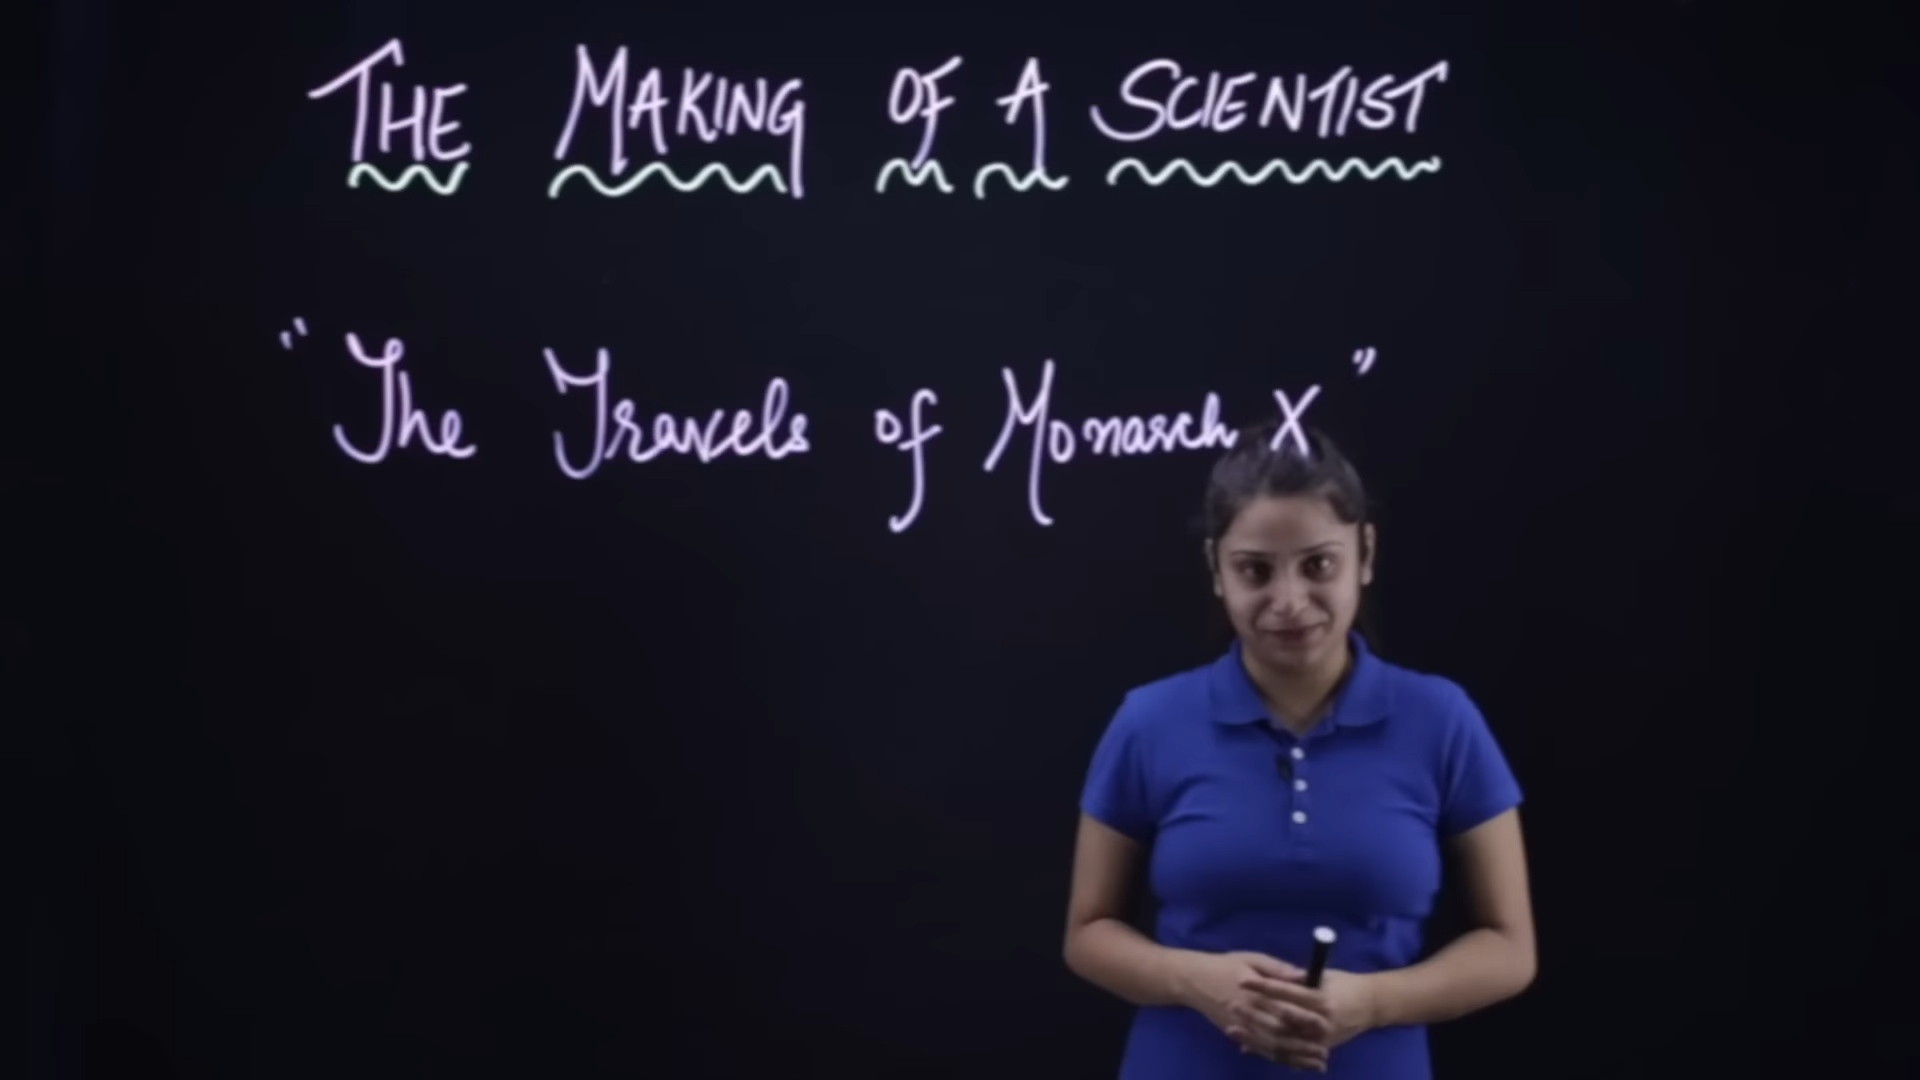 THE MAKING OF A SCIENTIST
"The Travels of Monarch X"